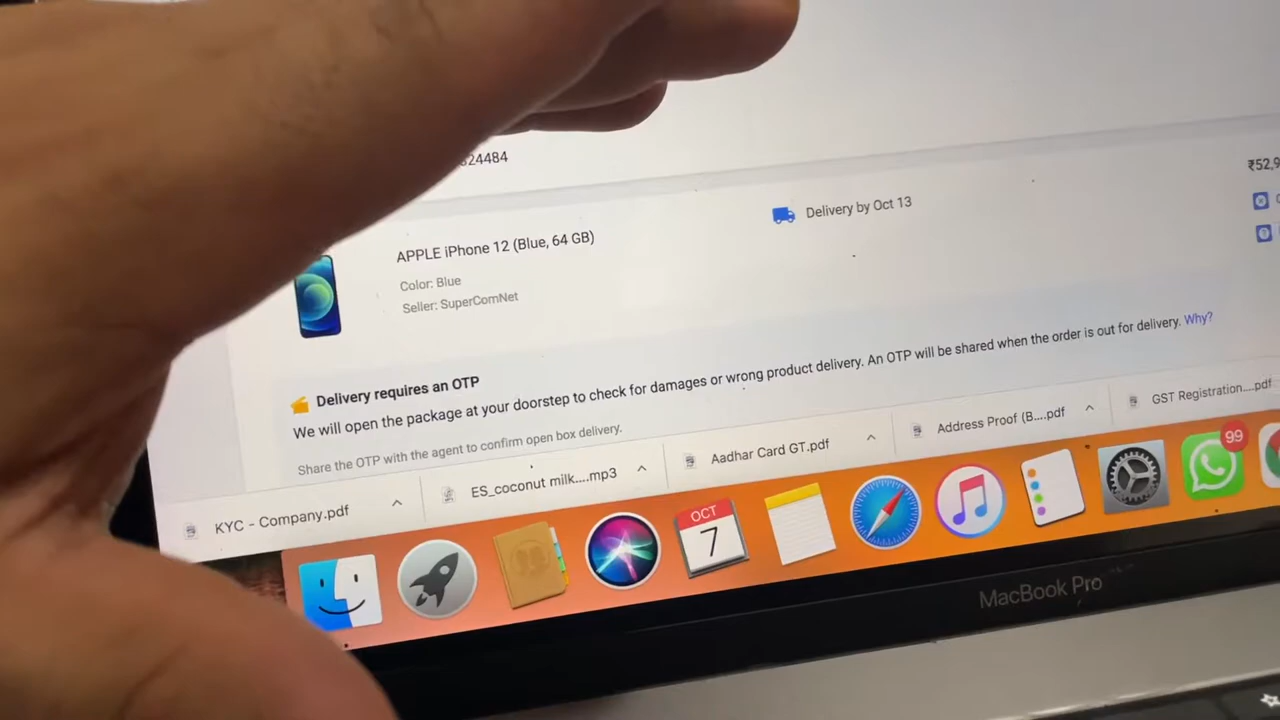 324484
APPLE iPhone 12 (Blue, 64 GB)
Color: Blue
Seller: SuperComNet
Delivery by Oct 13
₹52,9
Delivery requires an OTP
We will open the package at your doorstep to check for damages or wrong product delivery. An OTP will be shared when the order is out for delivery. Why?
Share the OTP with the agent to confirm open box delivery.
KYC - Company.pdf
ES_coconut milk....mp3
Aadhar Card GT.pdf
Address Proof (B....pdf
GST Registration....pdf
OCT
7
99
MacBook Pro